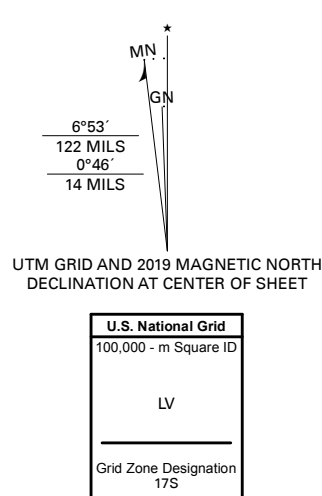 ★
MN
GN
6°53´
122 MILS
0°46´
14 MILS
UTM GRID AND 2019 MAGNETIC NORTH
DECLINATION AT CENTER OF SHEET
U.S. National Grid
100,000 - m Square ID
LV
Grid Zone Designation
17S